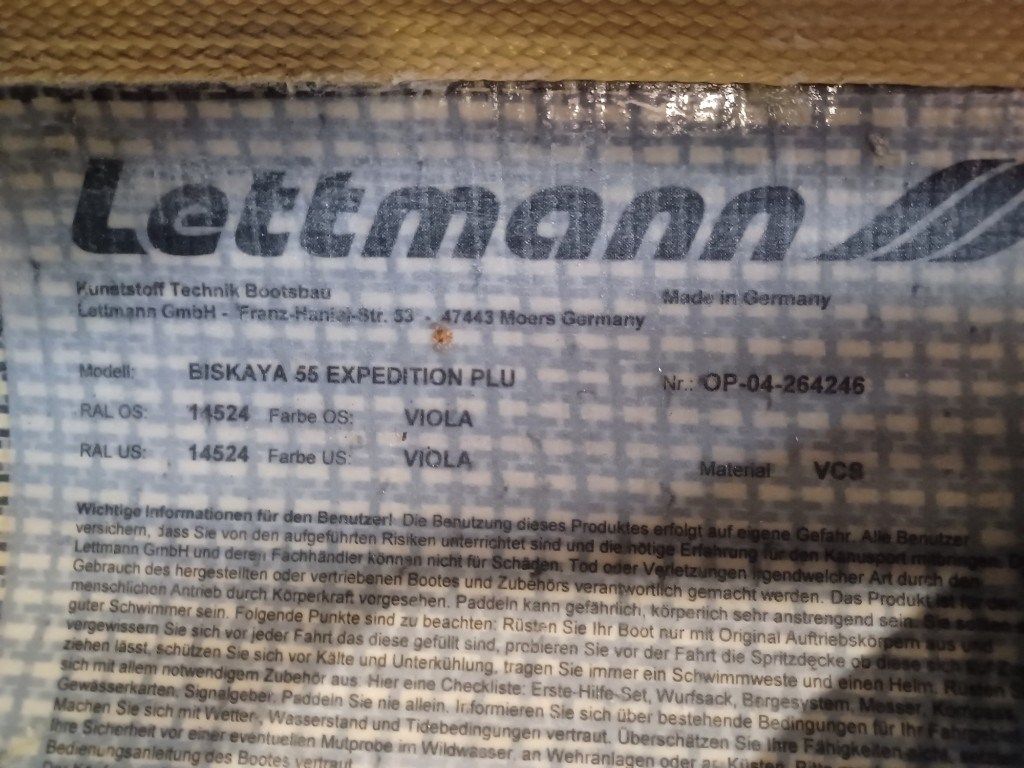 Lettmann
Kunststoff Technik Bootsbau
Made in Germany
Lettmann GmbH - Franz-Haniel-Str. 53 - 47443 Moers Germany
Modell: BISKAYA 55 EXPEDITION PLU
Nr.: OP-04-264246
RAL OS: 14524 Farbe OS: VIOLA
RAL US: 14524 Farbe US: VIOLA
Material VCS
Wichtige Informationen für den Benutzer! Die Benutzung dieses Produktes erfolgt auf eigene Gefahr. Alle Benutzer
versichern, dass Sie von den aufgeführten Risiken unterrichtet sind und die nötige Erfahrung für den Kanusport
Lettmann GmbH und deren Fachhändler können nicht für Schäden, Tod oder Verletzungen irgendwelcher Art durch
Gebrauch des hergestellten oder vertriebenen Bootes und Zubehörs verantwortlich gemacht werden. Das Produkt ist
menschlichen Antrieb durch Körperkraft vorgesehen. Paddeln kann gefährlich, körperlich sehr anstrengend sein. Sie
guter Schwimmer sein. Folgende Punkte sind zu beachten: Rüsten Sie Ihr Boot nur mit Original Auftriebskörpern aus und
vergewissern Sie sich vor jeder Fahrt das diese gefüllt sind, probieren Sie vor der Fahrt die Spritzdecke ob diese sich
ziehen lässt, schützen Sie sich vor Kälte und Unterkühlung, tragen Sie immer ein Schwimmweste und einen Helm. Rüsten
sich mit allem notwendigem Zubehör aus: Hier eine Checkliste: Erste-Hilfe-Set, Wurfsack, Bergesystem, Messer,
Gewässerkarten, Signalgeber. Paddeln Sie nie allein. Informieren Sie sich über bestehende Bedingungen für Ihr
Machen Sie sich mit Wetter-, Wasserstand und Tidebedingungen vertraut. Überschätzen Sie Ihre Fähigkeiten nicht,
Ihre Sicherheit vor einer eventuellen Mutprobe im Wildwasser, an Wehranlagen oder an Küsten. Bitte
Bedienungsanleitung des Bootes vertraut.